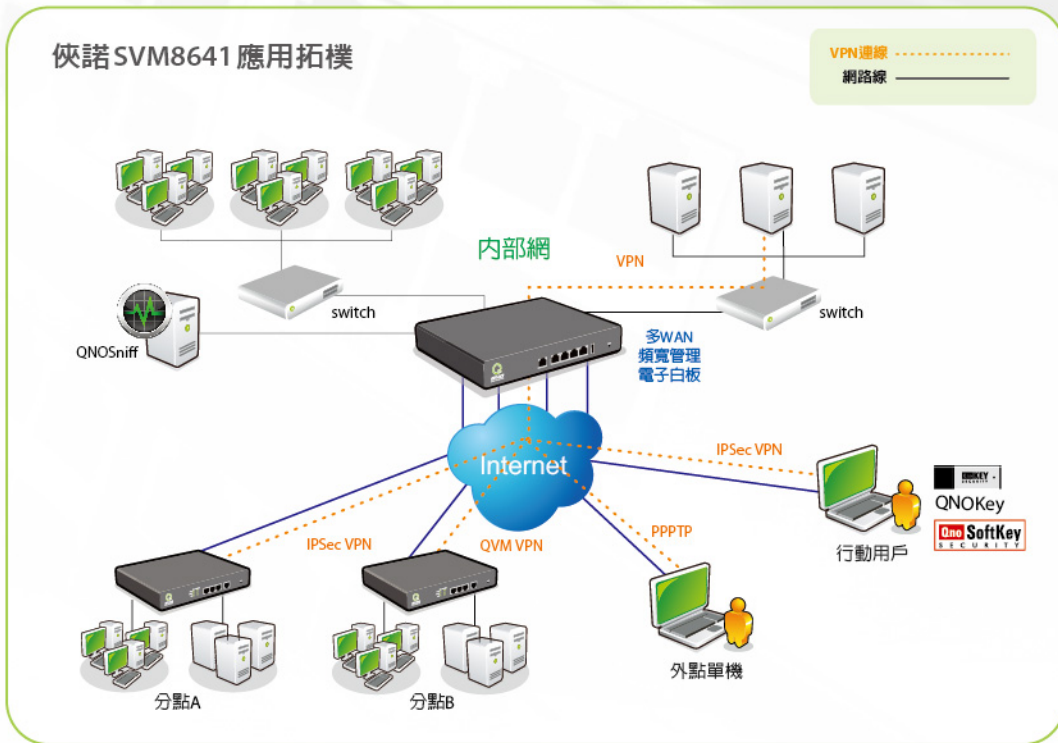 俠諾SVM8641應用拓樸
VPN連線
網路線
内部網
VPN
switch
switch
QNOSniff
多WAN
頻寬管理
電子白板
Internet
IPSec VPN
QNOKey
Qno SoftKey
SECURITY
行動用戶
IPSec VPN
QVM VPN
PPPTP
外點單機
分點A
分點B